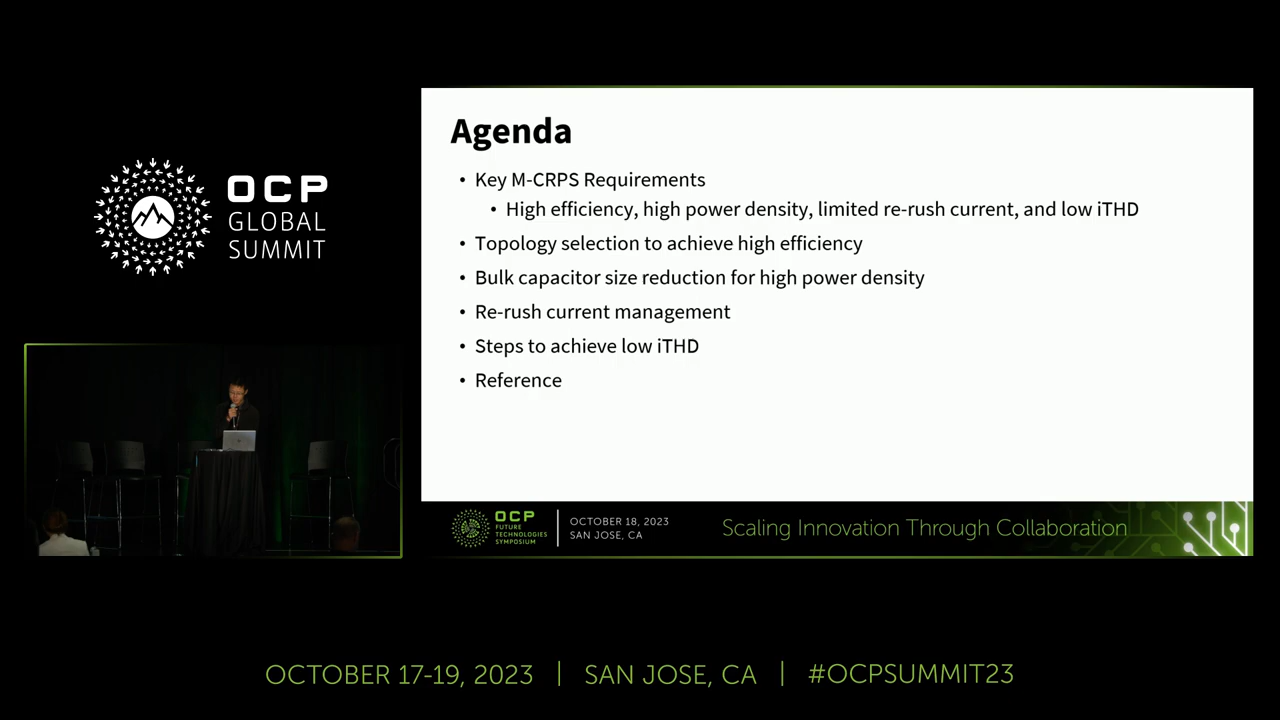 OCP
GLOBAL
SUMMIT
Agenda
• Key M-CRPS Requirements
• High efficiency, high power density, limited re-rush current, and low iTHD
• Topology selection to achieve high efficiency
• Bulk capacitor size reduction for high power density
• Re-rush current management
• Steps to achieve low iTHD
• Reference
OCP
FUTURE
TECHNOLOGIES
SYMPOSIUM
OCTOBER 18, 2023
SAN JOSE, CA
Scaling Innovation Through Collaboration
OCTOBER 17-19, 2023 | SAN JOSE, CA | #OCPSUMMIT23